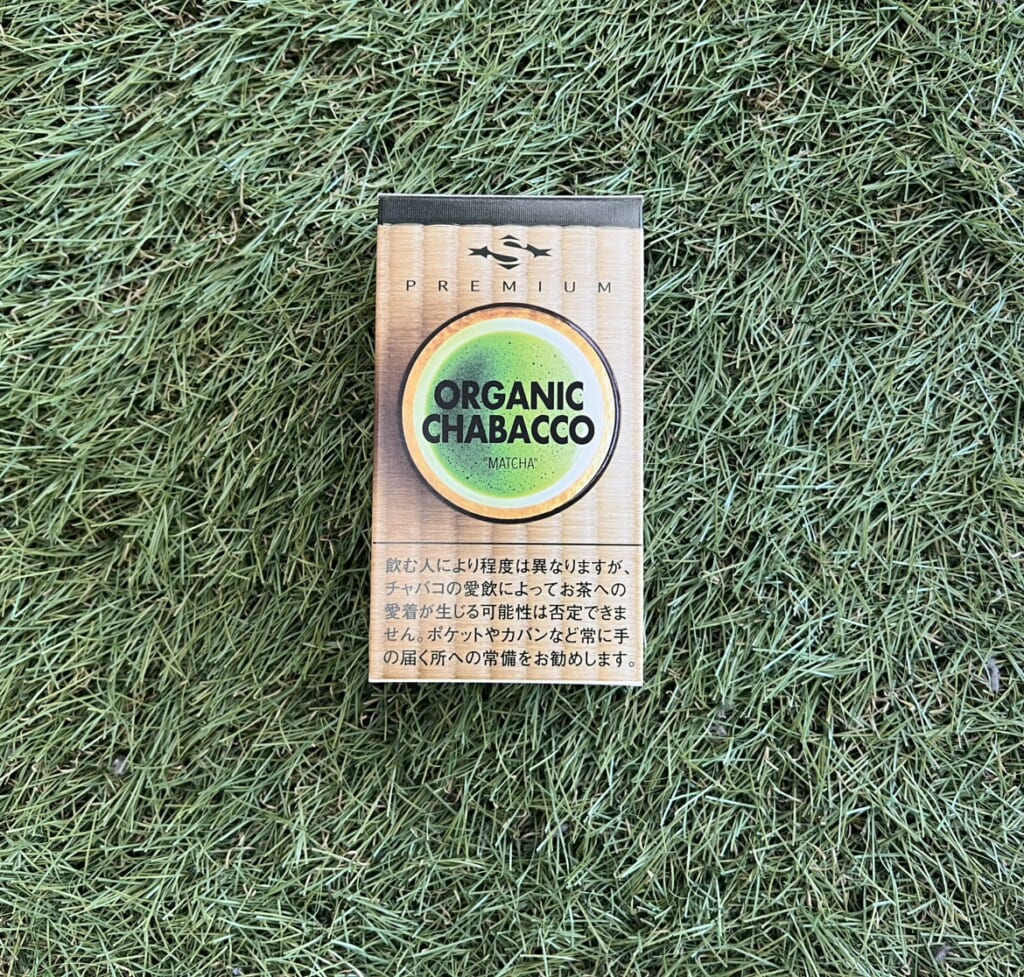 PREMIUM
ORGANIC
CHABACCO
"MATCHA"
飲む人により程度は異なりますが、
チャバコの愛飲によってお茶への
愛着が生じる可能性は否定できま
せん。ポケットやカバンなど常に手
の届く所への常備をお勧めします。